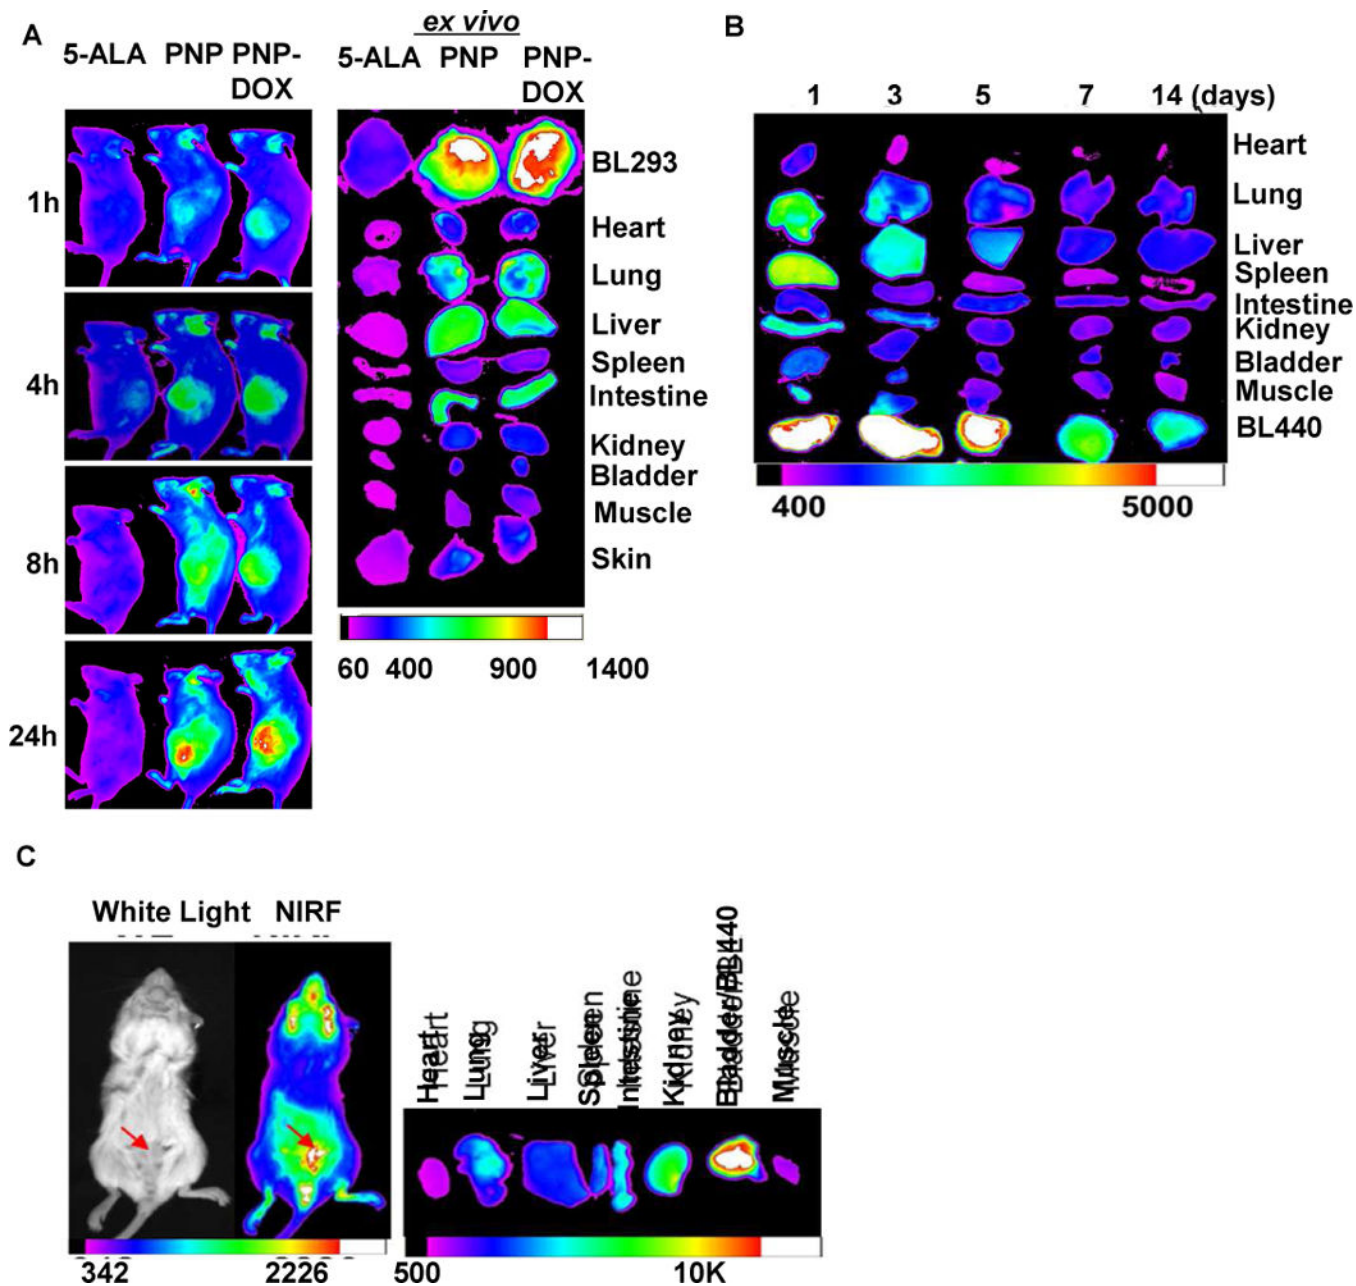 A
ex vivo
5-ALA PNP PNP-DOX
5-ALA PNP PNP-DOX
1h
4h
8h
24h
BL293
Heart
Lung
Liver
Spleen
Intestine
Kidney
Bladder
Muscle
Skin
60 400 900 1400
B
1 3 5 7 14 (days)
Heart
Lung
Liver
Spleen
Intestine
Kidney
Bladder
Muscle
BL440
400 5000
C
White Light NIRF
342 2226
Heart
Lung
Liver
Spleen
Intestine
Kidney
Bladder/BL440
Muscle
500 10K